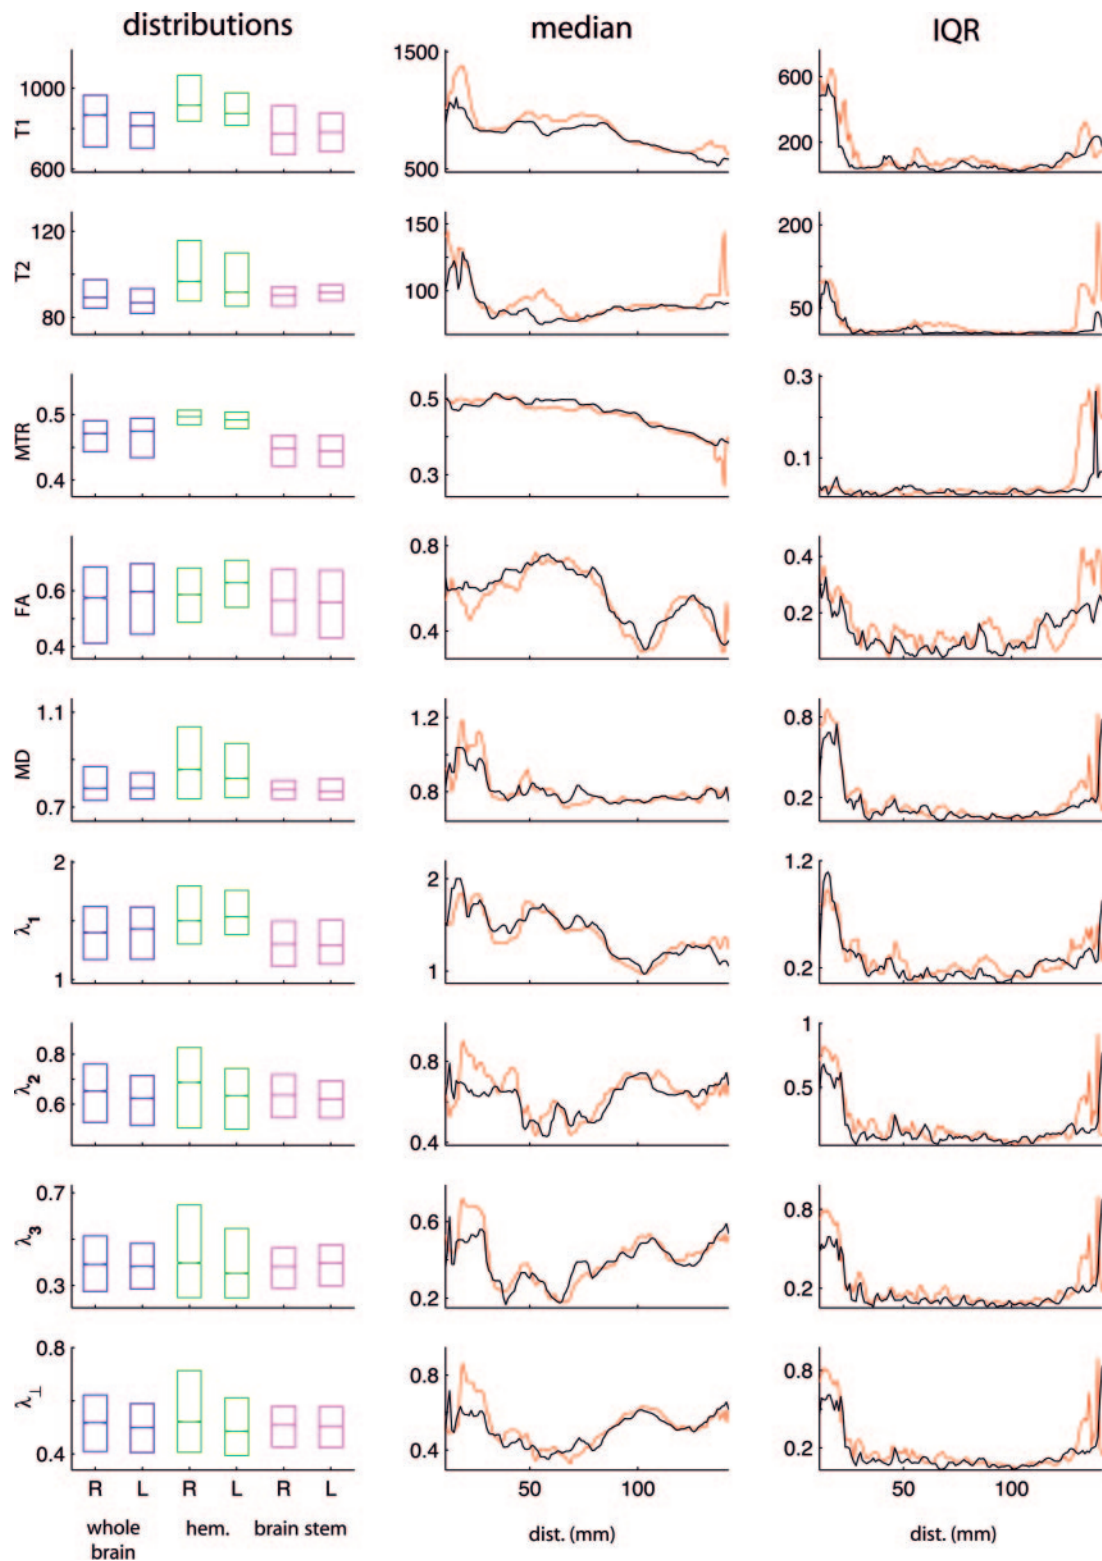 distributions median IQR
T1 1000 600 1500 500 600 200
T2 120 80 150 100 200 50
MTR 0.5 0.4 0.5 0.3 0.3 0.1
FA 0.6 0.4 0.8 0.4 0.4 0.2
MD 1.1 0.7 1.2 0.8 0.8 0.2
λ1 2 1 2 1 1.2 0.2
λ2 0.8 0.6 0.8 0.4 1 0.5
λ3 0.7 0.3 0.6 0.2 0.8 0.2
λ⊥ 0.8 0.4 0.6 0.4 0.8 0.2
R L R L R L 50 100 50 100
whole hem. brain stem dist. (mm) dist. (mm)
brain